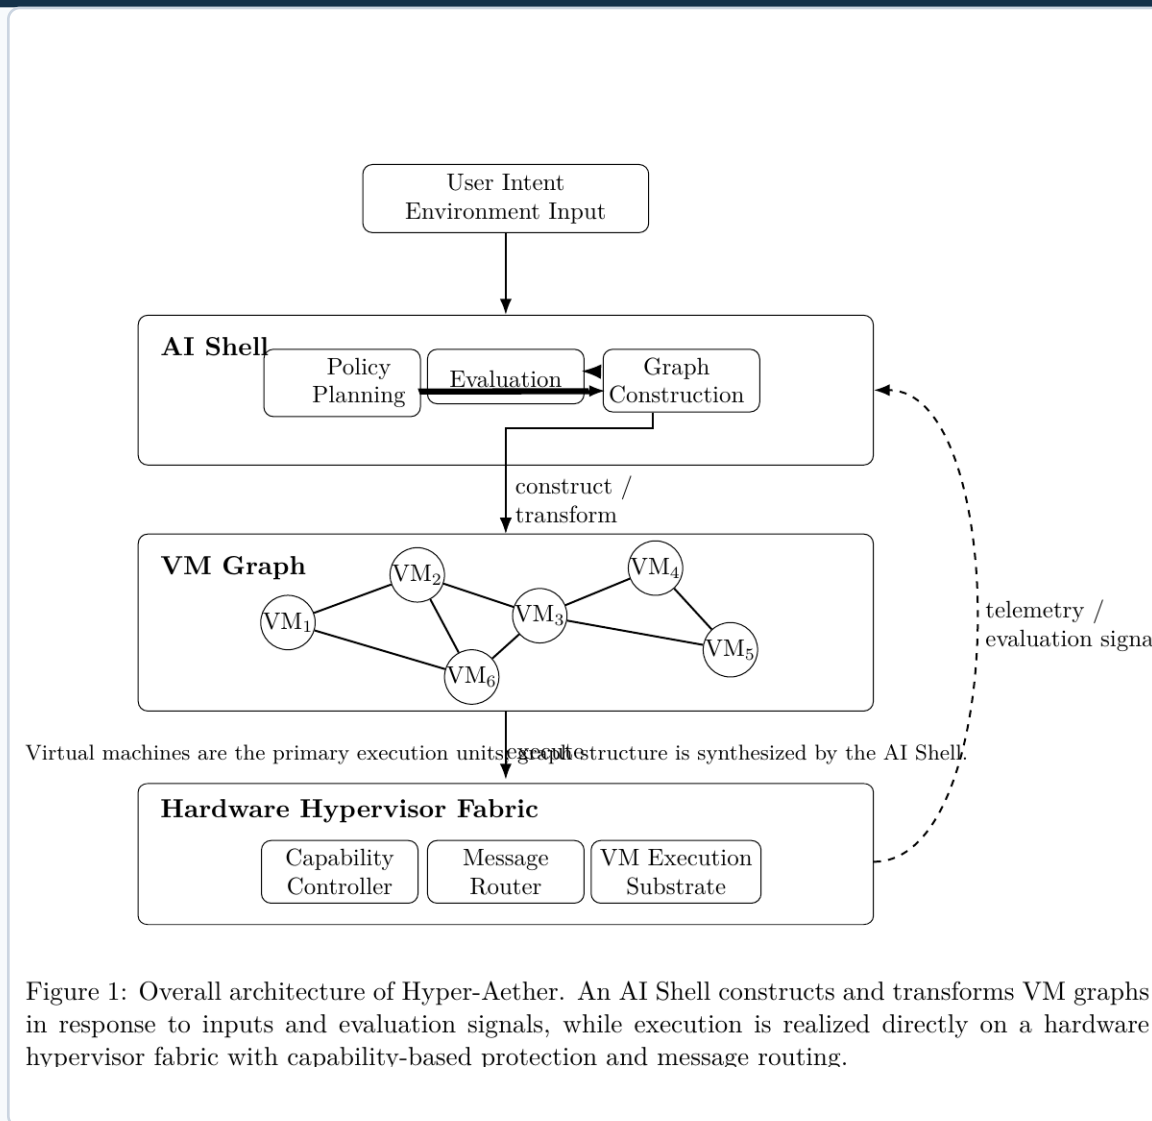 User Intent
Environment Input
AI Shell
Policy
Planning
Evaluation
Graph
Construction
construct /
transform
VM Graph
VM₁
VM₂
VM₃
VM₄
VM₅
VM₆
telemetry /
evaluation signa
execute
Virtual machines are the primary execution units; graph structure is synthesized by the AI Shell.
Hardware Hypervisor Fabric
Capability
Controller
Message
Router
VM Execution
Substrate
Figure 1: Overall architecture of Hyper-Aether. An AI Shell constructs and transforms VM graphs
in response to inputs and evaluation signals, while execution is realized directly on a hardware
hypervisor fabric with capability-based protection and message routing.